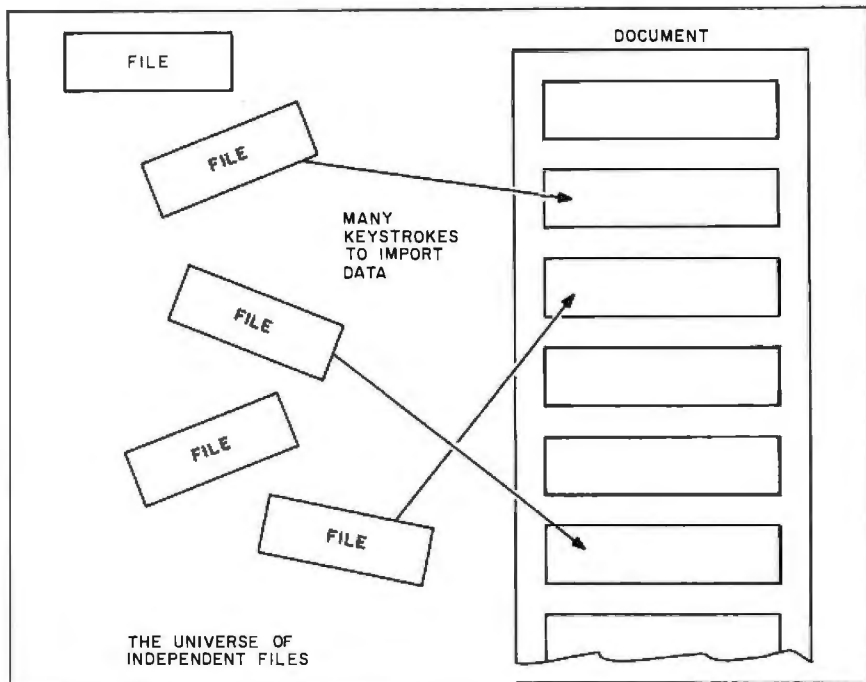 FILE
DOCUMENT
FILE
MANY
KEYSTROKES
TO IMPORT
DATA
FILE
FILE
FILE
THE UNIVERSE OF
INDEPENDENT FILES